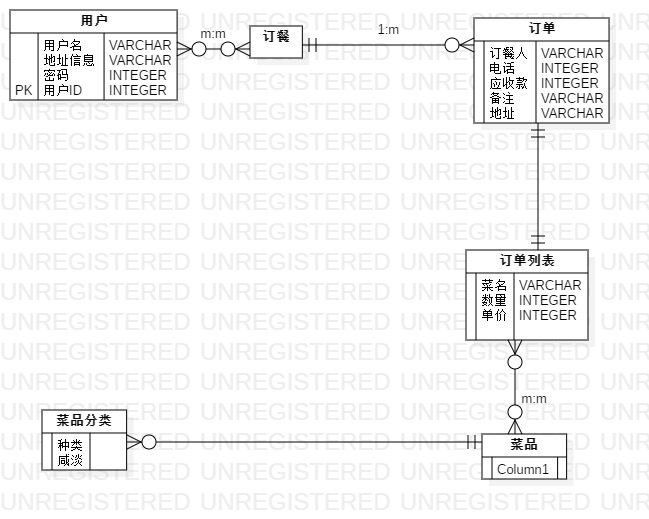 用户
用户名 VARCHAR
地址信息 VARCHAR
密码 INTEGER
PK 用户ID INTEGER
m:m
订餐
1:m
订单
订餐人 VARCHAR
电话 INTEGER
应收款 INTEGER
备注 VARCHAR
地址 VARCHAR
订单列表
菜名 VARCHAR
数量 INTEGER
单价 INTEGER
m:m
菜品分类
种类
咸淡
菜品
Column1
UNREGISTERED